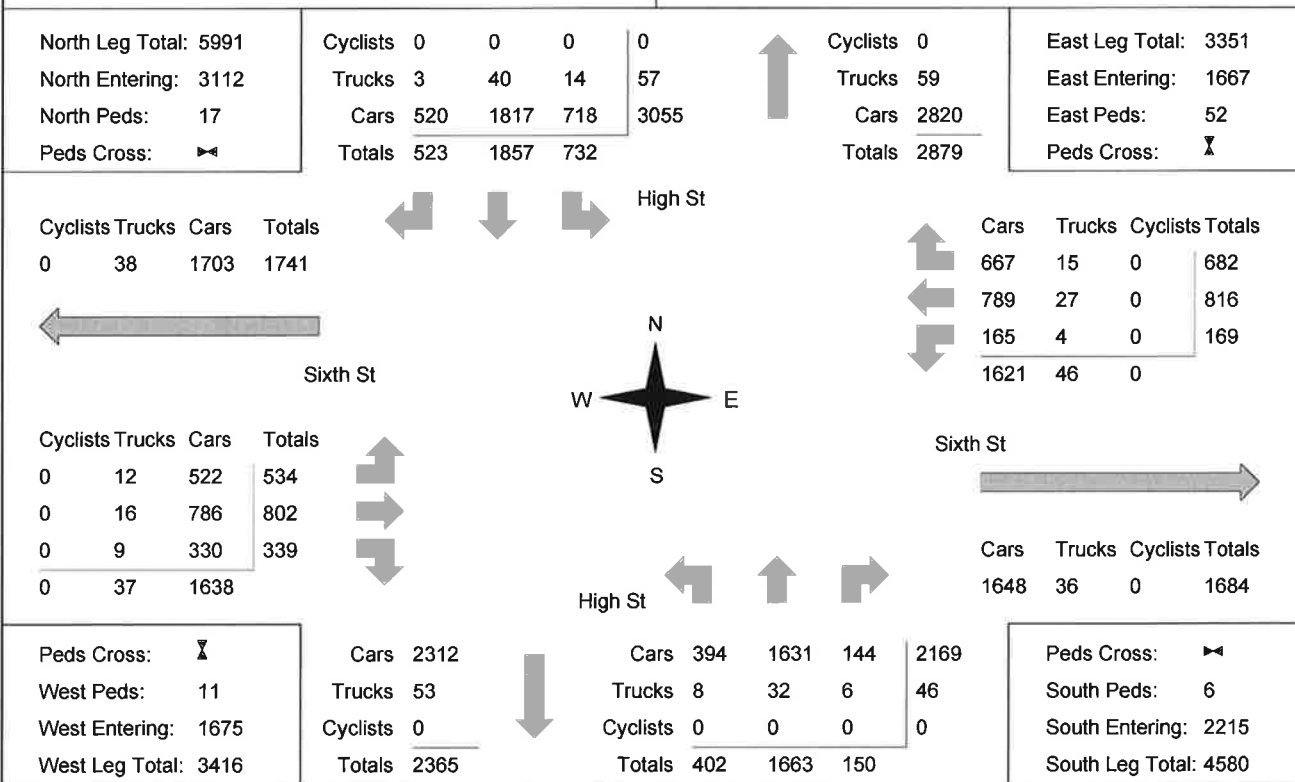 North Leg Total: 5991
North Entering: 3112
North Peds: 17
Peds Cross:
Cyclists 0 0 0 0
Trucks 3 40 14 57
Cars 520 1817 718 3055
Totals 523 1857 732
Cyclists 0
Trucks 59
Cars 2820
Totals 2879
East Leg Total: 3351
East Entering: 1667
East Peds: 52
Peds Cross:
High St
Cyclists Trucks Cars Totals
0 38 1703 1741
Cars Trucks Cyclists Totals
667 15 0 682
789 27 0 816
165 4 0 169
1621 46 0
Sixth St
N
W E
S
Cyclists Trucks Cars Totals
0 12 522 534
0 16 786 802
0 9 330 339
0 37 1638
Sixth St
Cars Trucks Cyclists Totals
1648 36 0 1684
High St
Peds Cross:
West Peds: 11
West Entering: 1675
West Leg Total: 3416
Cars 2312
Trucks 53
Cyclists 0
Totals 2365
Cars 394 1631 144 2169
Trucks 8 32 6 46
Cyclists 0 0 0 0
Totals 402 1663 150
Peds Cross:
South Peds: 6
South Entering: 2215
South Leg Total: 4580